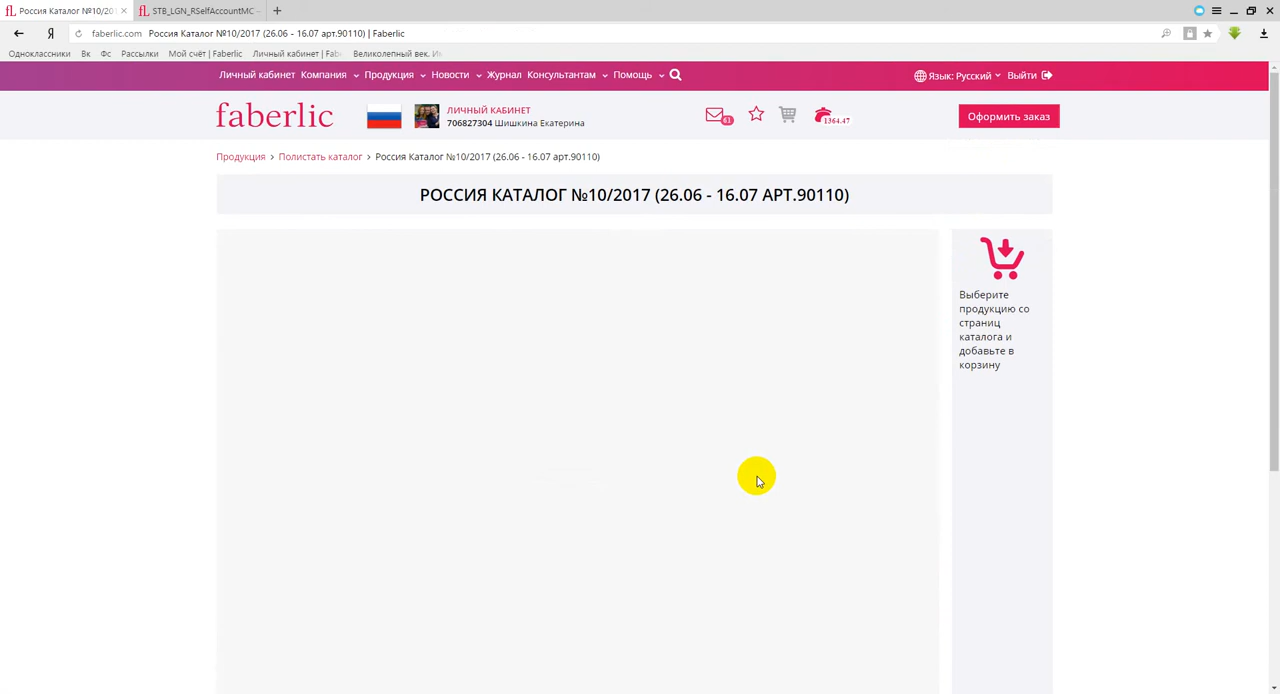 Россия Каталог №10/201
STB_LGN_RSelfAccountMC -
Я faberlic.com Россия Каталог №10/2017 (26.06 - 16.07 арт.90110) | Faberlic
Одноклассники Вк Фс Рассылки Мой счёт | Faberlic Личный кабинет | Fab Великолепный век. Ик
Личный кабинет Компания Продукция Новости Журнал Консультантам Помощь Язык: Русский Выйти
faberlic
ЛИЧНЫЙ КАБИНЕТ
706827304 Шишкина Екатерина
61
1364.47
Оформить заказ
Продукция > Полистать каталог > Россия Каталог №10/2017 (26.06 - 16.07 арт.90110)
РОССИЯ КАТАЛОГ №10/2017 (26.06 - 16.07 АРТ.90110)
Выберите
продукцию со
страниц
каталога и
добавьте в
корзину